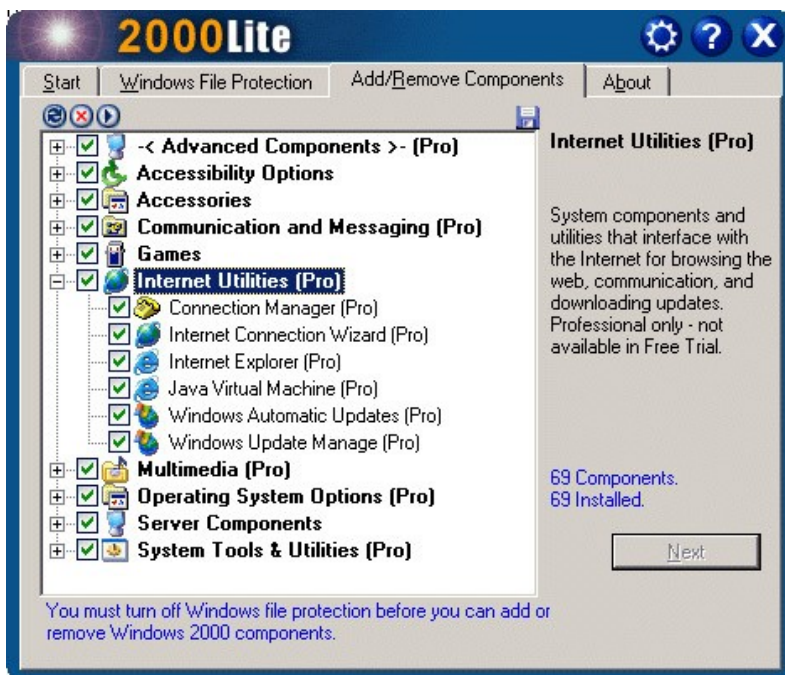 2000Lite
Start
Windows File Protection
Add/Remove Components
About
-< Advanced Components >- (Pro)
Accessibility Options
Accessories
Communication and Messaging (Pro)
Games
Internet Utilities (Pro)
Connection Manager (Pro)
Internet Connection Wizard (Pro)
Internet Explorer (Pro)
Java Virtual Machine (Pro)
Windows Automatic Updates (Pro)
Windows Update Manage (Pro)
Multimedia (Pro)
Operating System Options (Pro)
Server Components
System Tools & Utilities (Pro)
Internet Utilities (Pro)
System components and
utilities that interface with
the Internet for browsing the
web, communication, and
downloading updates.
Professional only - not
available in Free Trial.
69 Components.
69 Installed.
Next
You must turn off Windows file protection before you can add or
remove Windows 2000 components.